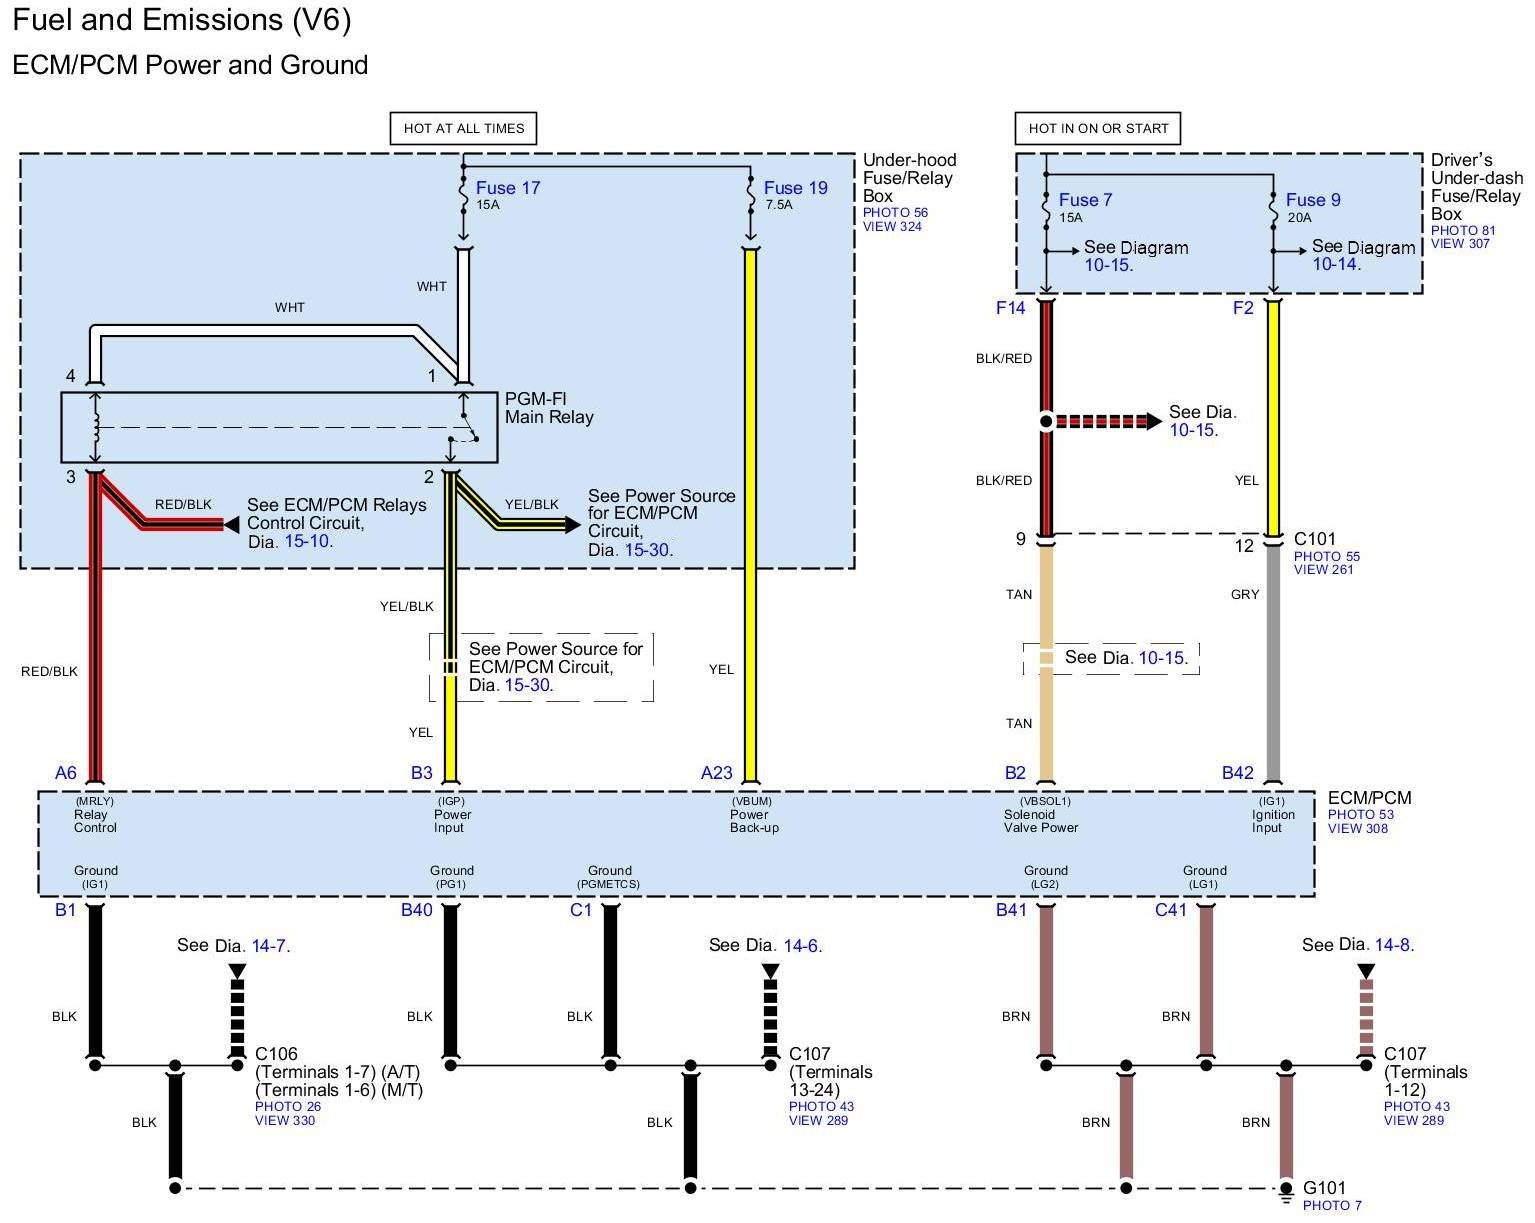 Fuel and Emissions (V6)
ECM/PCM Power and Ground
HOT AT ALL TIMES
HOT IN ON OR START
Under-hood
Fuse/Relay
Box
PHOTO 56
VIEW 324
Fuse 17
15A
Fuse 19
7.5A
Driver's
Under-dash
Fuse/Relay
Box
PHOTO 81
VIEW 307
Fuse 7
15A
Fuse 9
20A
See Diagram
10-15.
See Diagram
10-14.
WHT
WHT
F14
F2
4
1
BLK/RED
PGM-FI
Main Relay
See Dia.
10-15.
3
2
RED/BLK
See ECM/PCM Relays
Control Circuit,
Dia. 15-10.
YEL/BLK
See Power Source
for ECM/PCM
Circuit,
Dia. 15-30.
BLK/RED
YEL
9
12
C101
PHOTO 55
VIEW 261
TAN
GRY
YEL/BLK
See Power Source for
ECM/PCM Circuit,
Dia. 15-30.
See Dia. 10-15.
RED/BLK
YEL
YEL
TAN
A6
B3
A23
B2
B42
(MRLY)
Relay
Control
(IGP)
Power
Input
(VBUM)
Power
Back-up
(VBSOL1)
Solenoid
Valve Power
(IG1)
Ignition
Input
ECM/PCM
PHOTO 53
VIEW 308
Ground
(IG1)
Ground
(PG1)
Ground
(PGMETCS)
Ground
(LG2)
Ground
(LG1)
B1
B40
C1
B41
C41
See Dia. 14-7.
See Dia. 14-6.
See Dia. 14-8.
BLK
BLK
BLK
BRN
BRN
C106
(Terminals 1-7) (A/T)
(Terminals 1-6) (M/T)
PHOTO 26
VIEW 330
C107
(Terminals
13-24)
PHOTO 43
VIEW 289
C107
(Terminals
1-12)
PHOTO 43
VIEW 289
BLK
BLK
BRN
BRN
G101
PHOTO 7